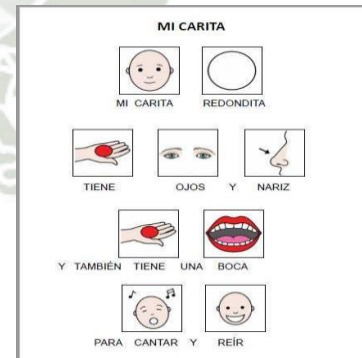 MI CARITA
MI CARITA REDONDITA
TIENE OJOS Y NARIZ
Y TAMBIÉN TIENE UNA BOCA
PARA CANTAR Y REÍR